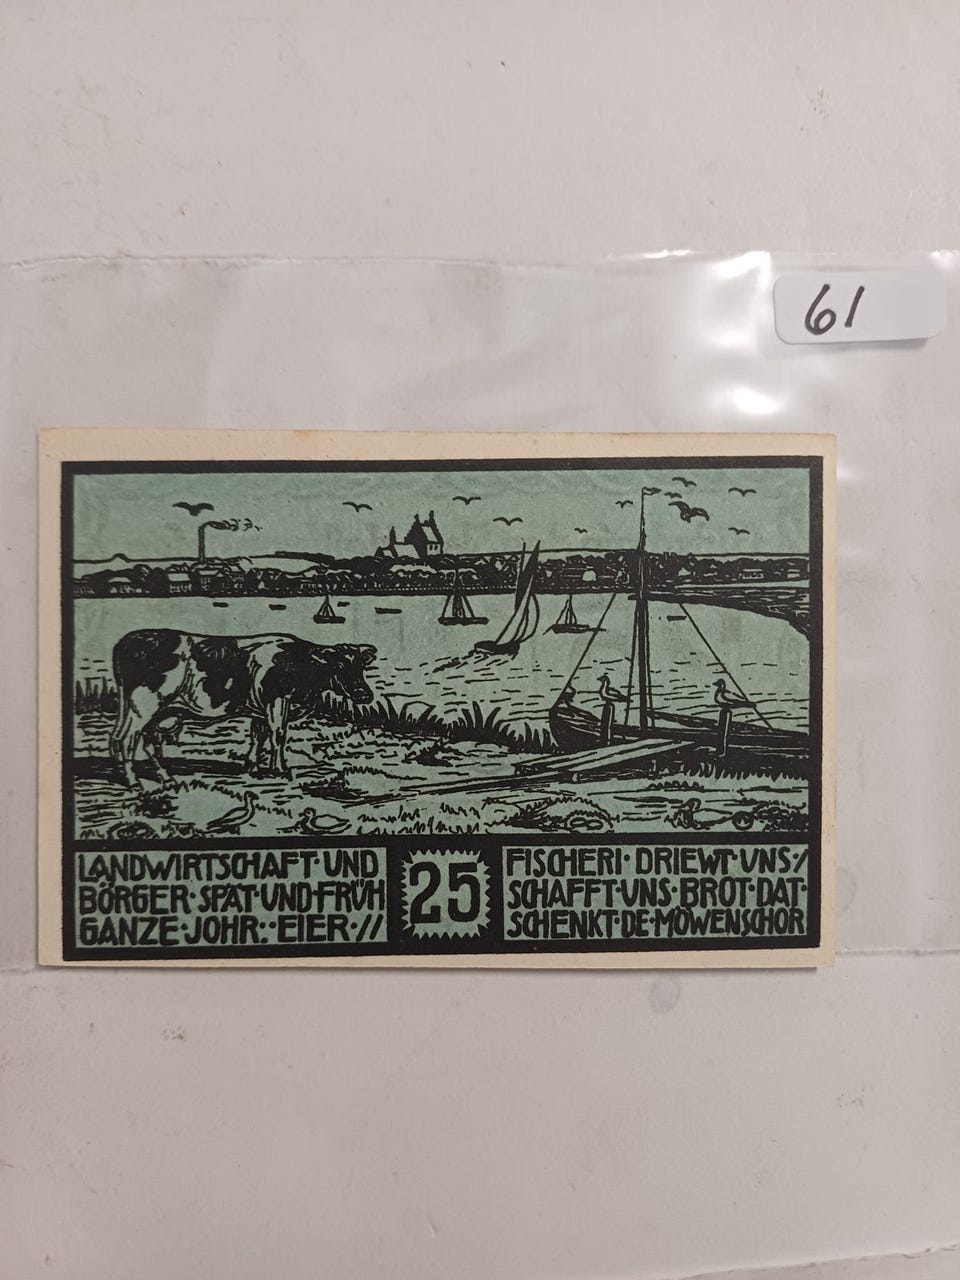 61
LANDWIRTSCHAFT·UND
BÖRGER·SPÄT·UND·FRÜH
GANZE·JOHR:·EIER·//
25
FISCHERI·DRIEWT·UNS/
SCHAFFT·UNS·BROT·DAT·
SCHENKT·DE·MÖWENSCHOR